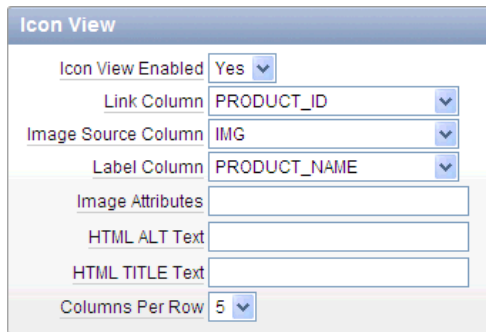 Icon View
Icon View Enabled Yes
Link Column PRODUCT_ID
Image Source Column IMG
Label Column PRODUCT_NAME
Image Attributes
HTML ALT Text
HTML TITLE Text
Columns Per Row 5